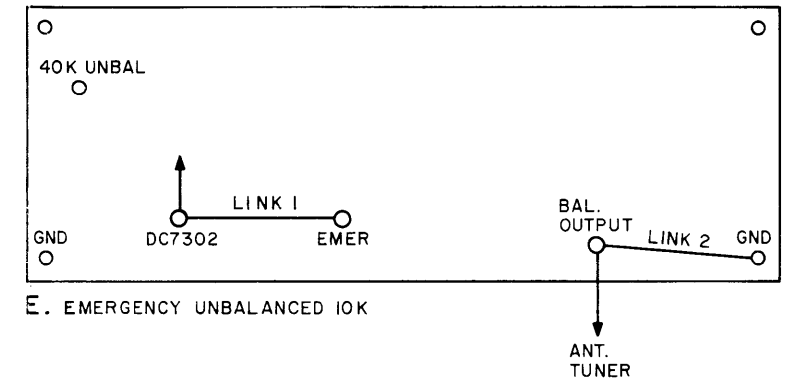 40K UNBAL
LINK 1
BAL.
OUTPUT
GND
DC7302
EMER
LINK 2
GND
E. EMERGENCY UNBALANCED 10K
ANT.
TUNER